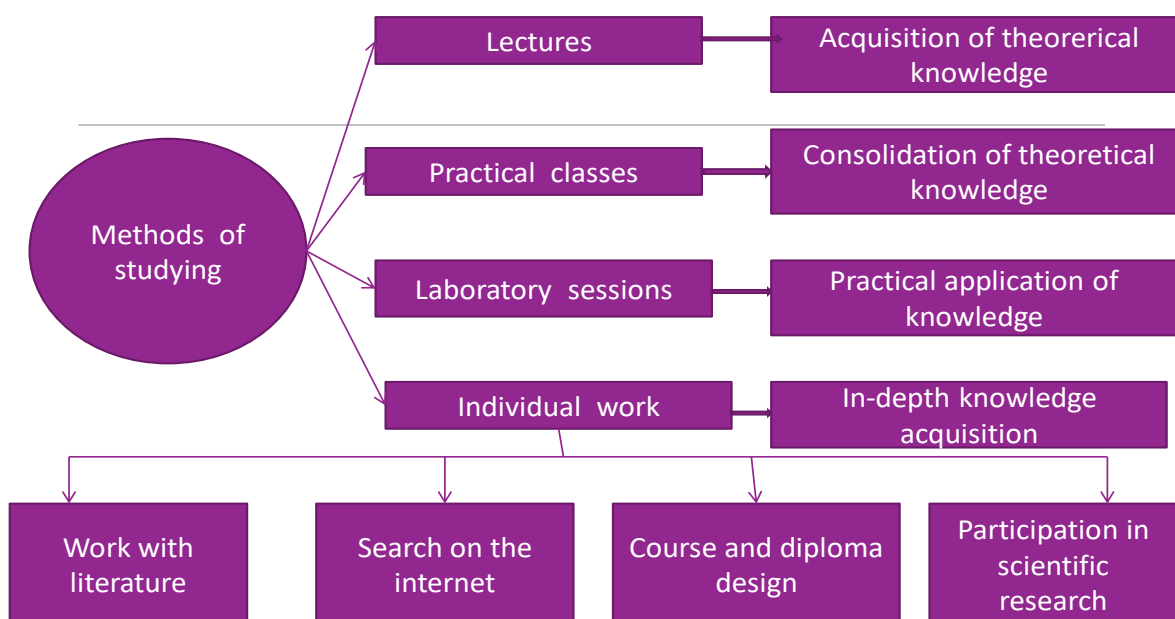 Lectures
Acquisition of theorerical
knowledge
Methods of
studying
Practical classes
Consolidation of theoretical
knowledge
Laboratory sessions
Practical application of
knowledge
Individual work
In-depth knowledge
acquisition
Work with
literature
Search on the
internet
Course and diploma
design
Participation in
scientific
research